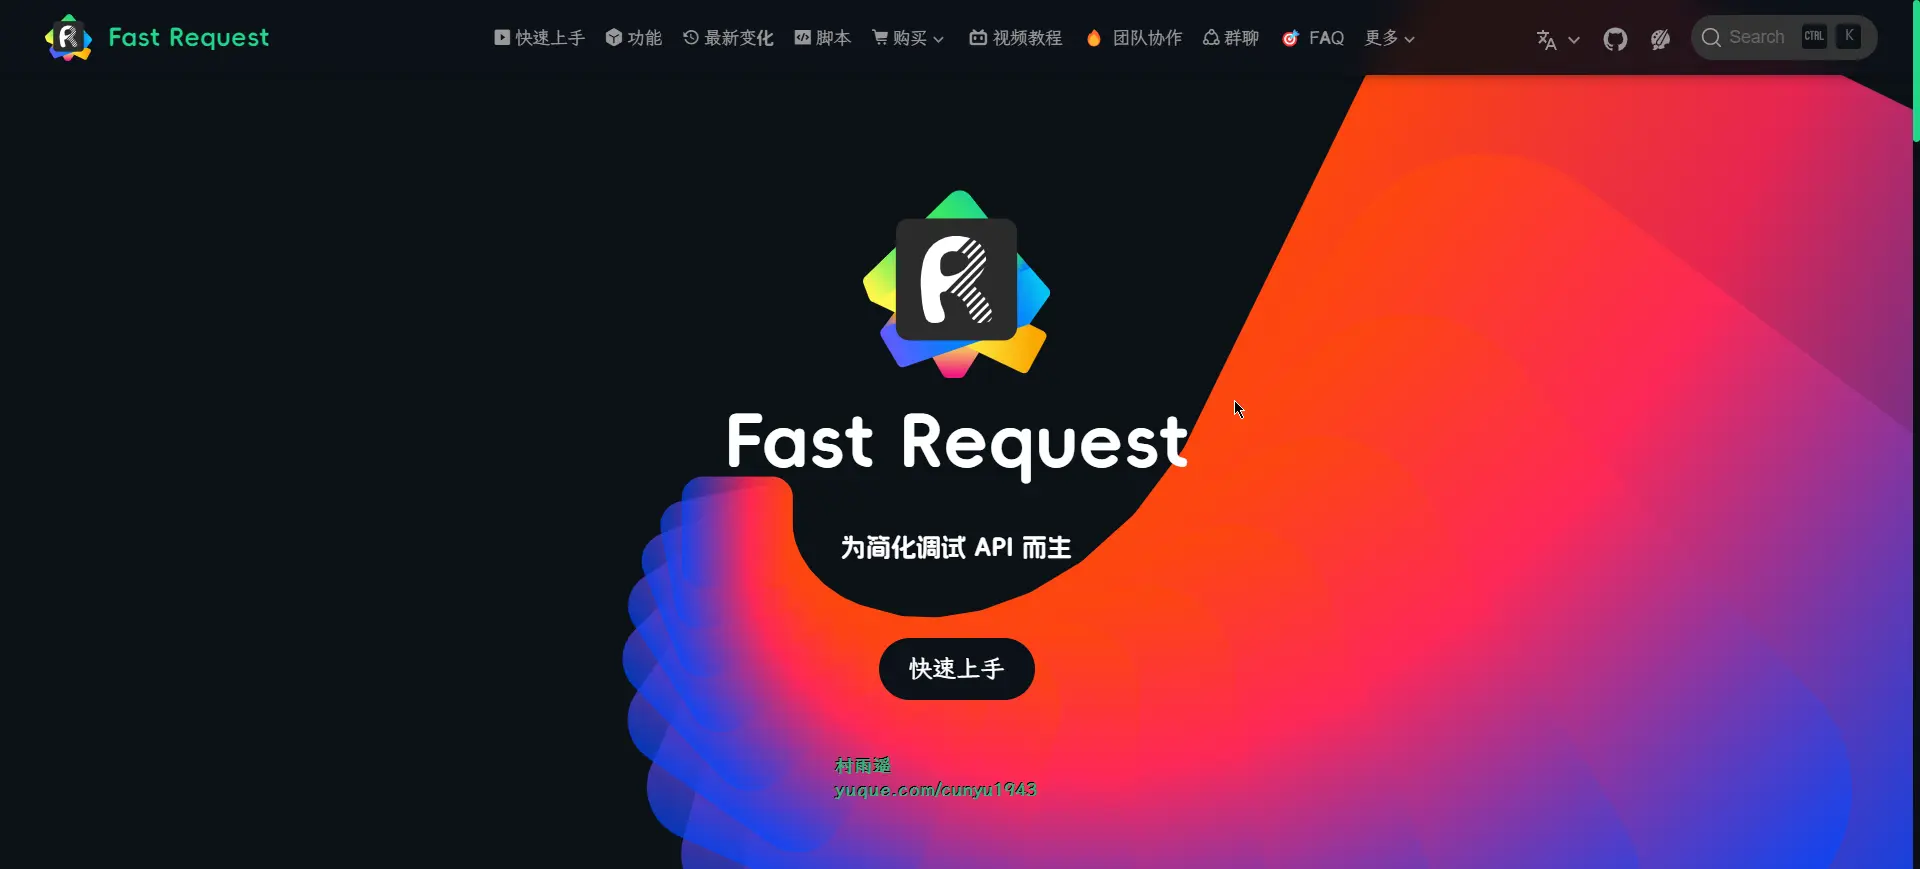 Fast Request
快速上手 功能 最新变化 脚本 购买 视频教程 团队协作 群聊 FAQ 更多
Search CTRL K
Fast Request
为简化调试 API 而主
快速上手
村雨遥
yuque.com/cunyu1943